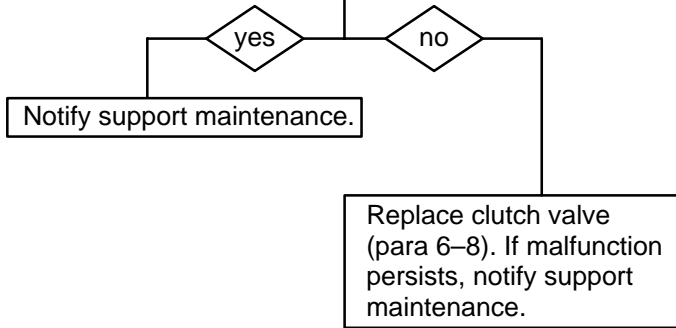 yes
no
Notify support maintenance.
Replace clutch valve
(para 6–8). If malfunction
persists, notify support
maintenance.